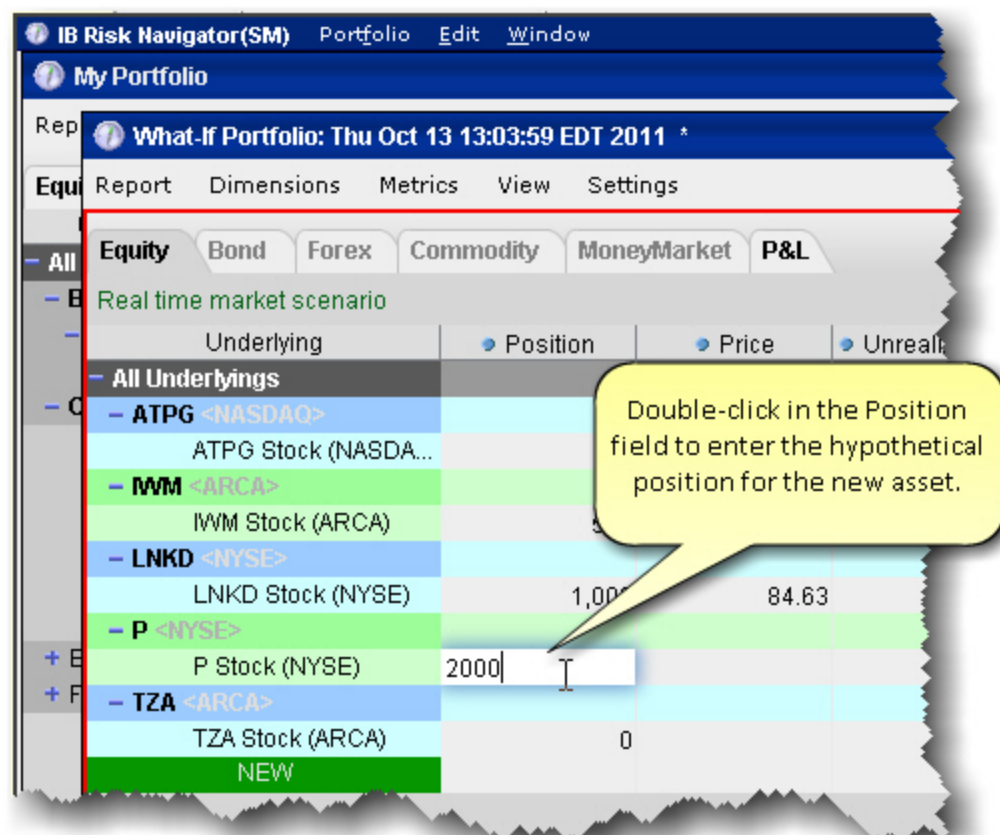 IB Risk Navigator(SM) Portfolio Edit Window
My Portfolio
What-If Portfolio: Thu Oct 13 13:03:59 EDT 2011 *
Report Dimensions Metrics View Settings
Equity Bond Forex Commodity MoneyMarket P&L
Real time market scenario
Underlying Position Price
All
– All Underlyings
– ATPG <NASDAQ>
ATPG Stock (NASDA...
– IWM <ARCA>
IWM Stock (ARCA)
– LNKD <NYSE>
LNKD Stock (NYSE) 84.63
– P <NYSE>
P Stock (NYSE) 2000
– TZA <ARCA>
TZA Stock (ARCA) 0
NEW
Double-click in the Position
field to enter the hypothetical
position for the new asset.